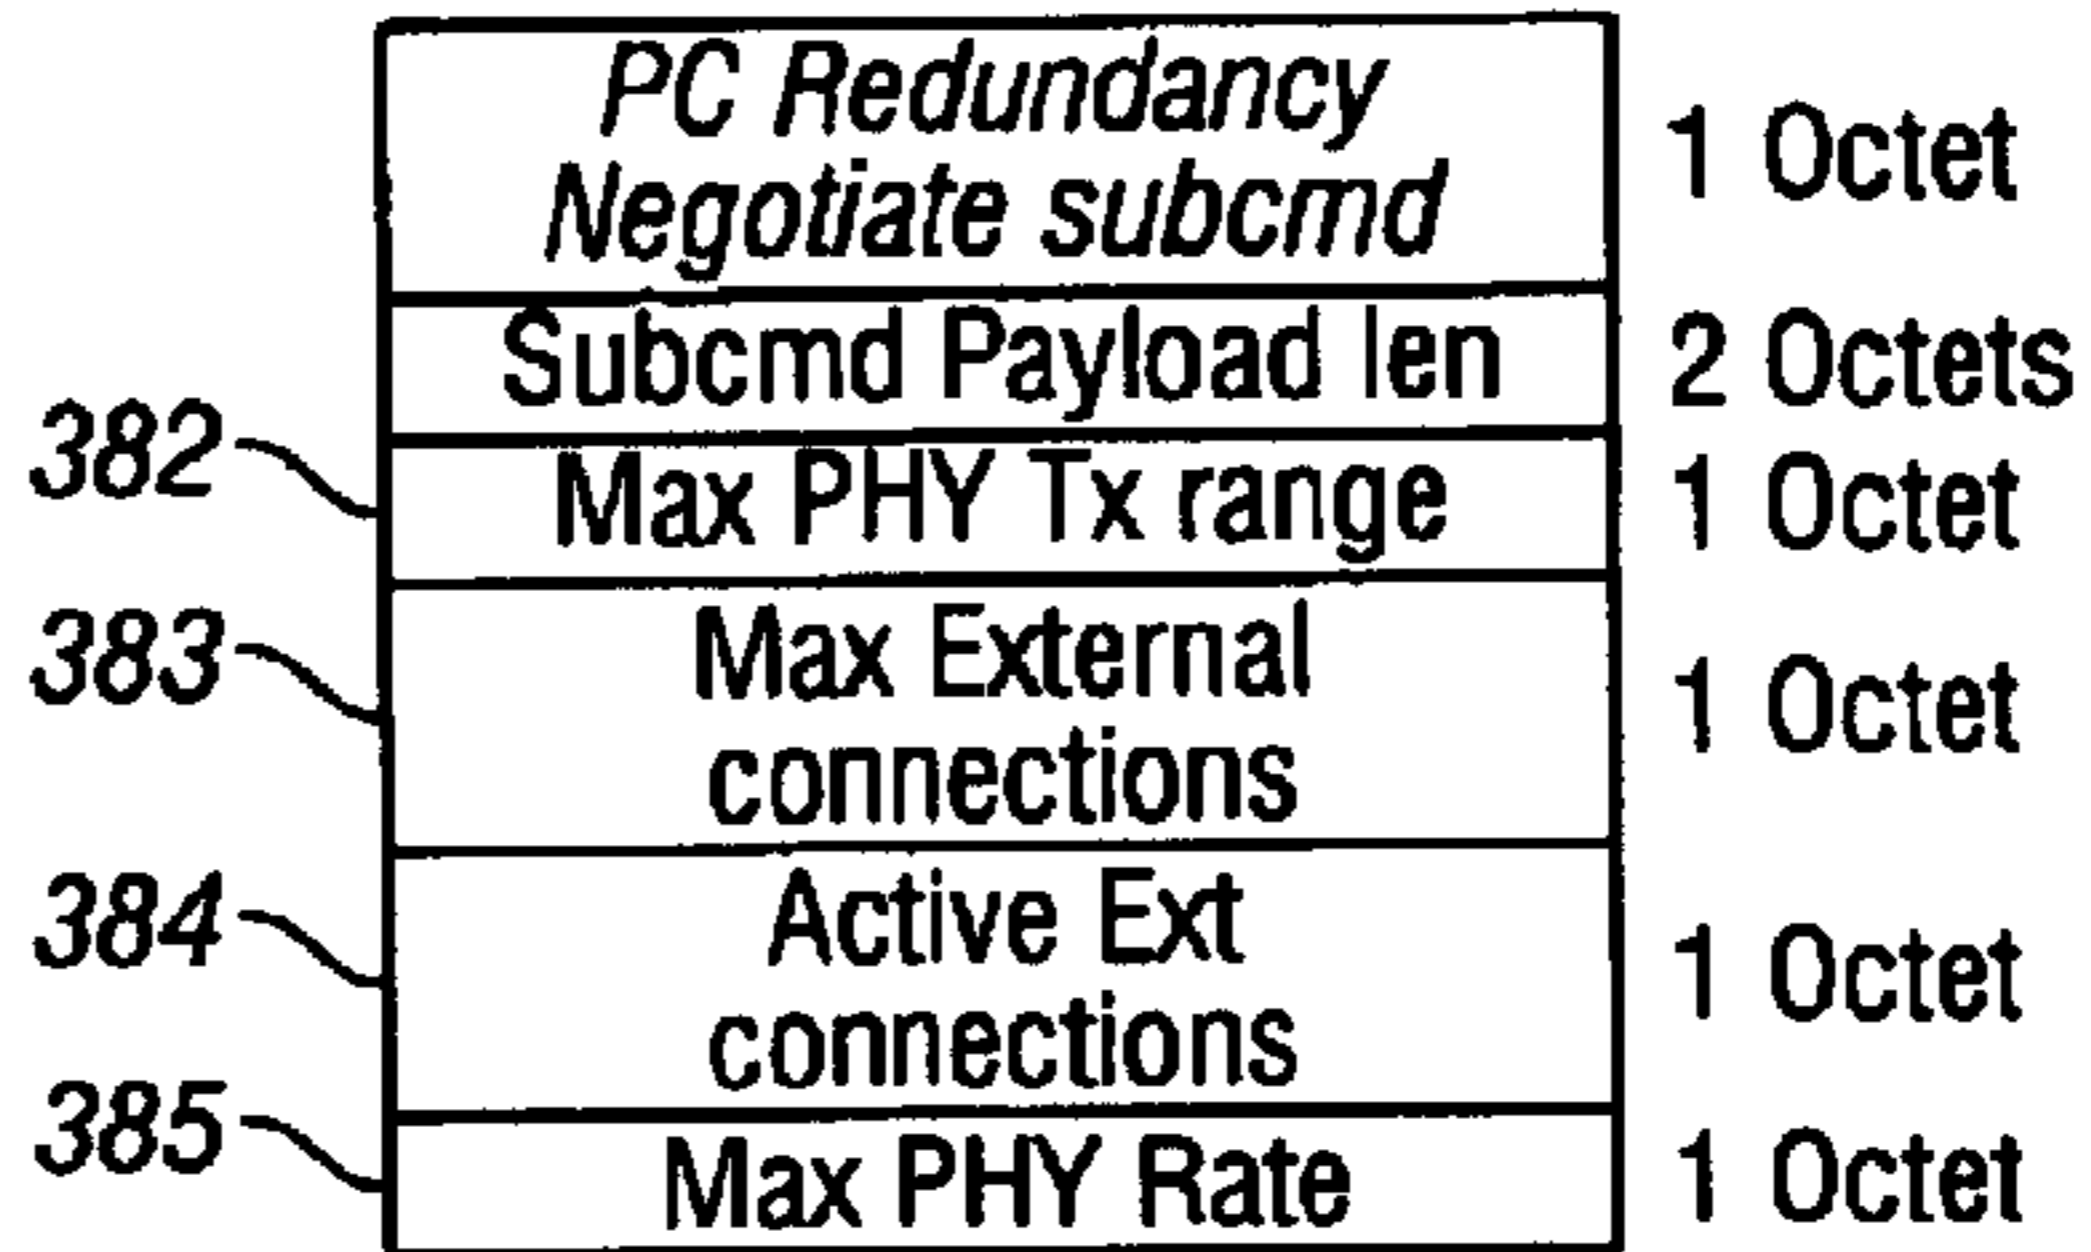 PC Redundancy
Negotiate subcmd
1 Octet
Subcmd Payload len
2 Octets
382
Max PHY Tx range
1 Octet
383
Max External
connections
1 Octet
384
Active Ext
connections
1 Octet
385
Max PHY Rate
1 Octet